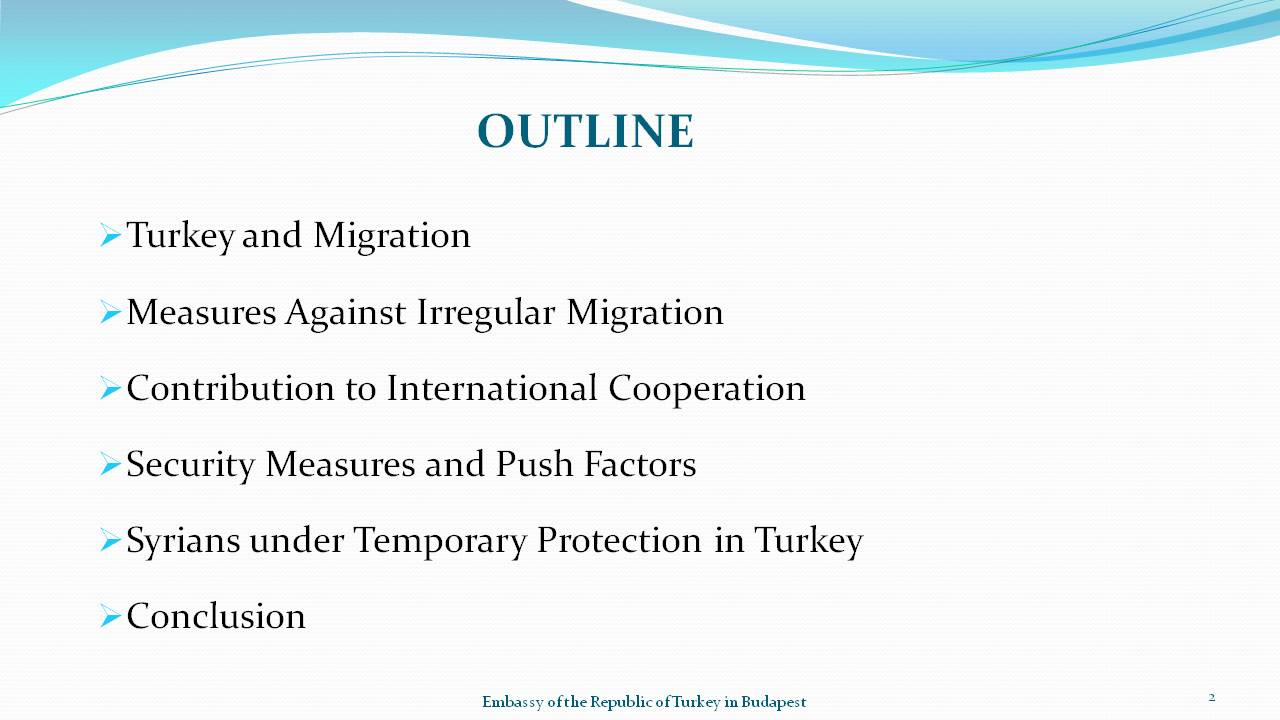 OUTLINE
Turkey and Migration
Measures Against Irregular Migration
Contribution to International Cooperation
Security Measures and Push Factors
Syrians under Temporary Protection in Turkey
Conclusion
Embassy of the Republic of Turkey in Budapest
2